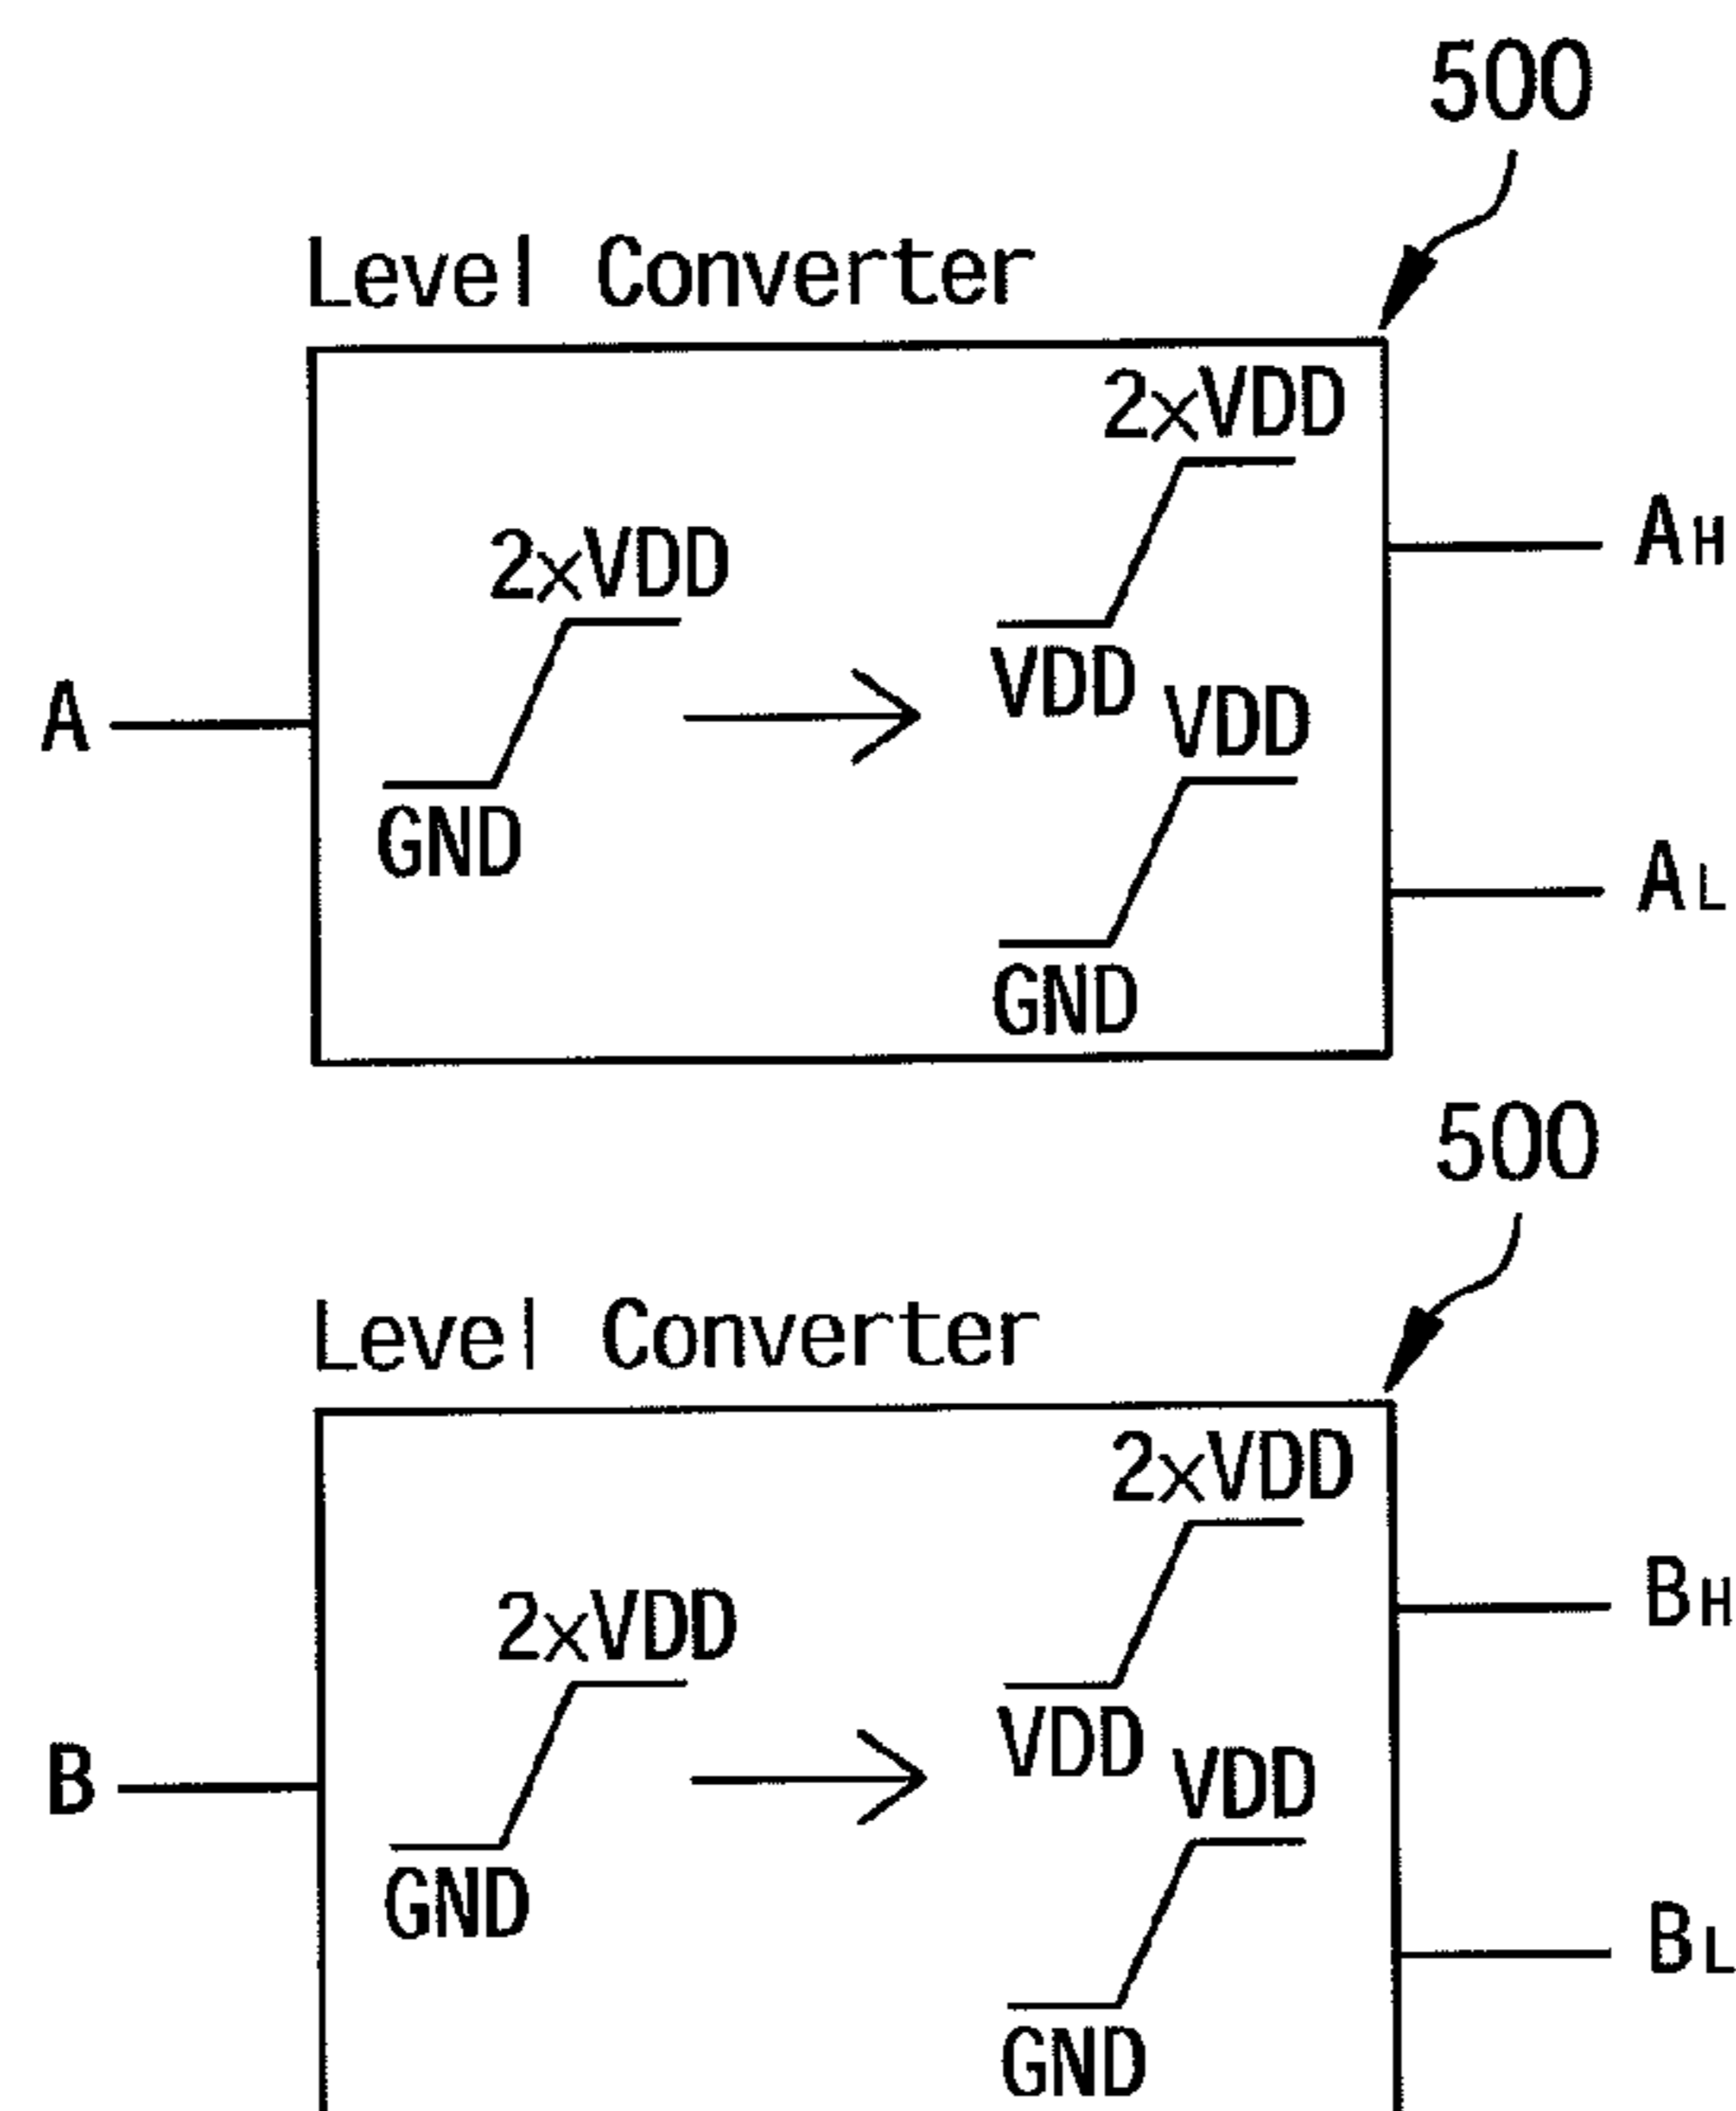 500
Level Converter
2xVDD
2xVDD
AH
VDD
VDD
A
GND
AL
GND
500
Level Converter
2xVDD
2xVDD
BH
VDD
VDD
B
GND
BL
GND